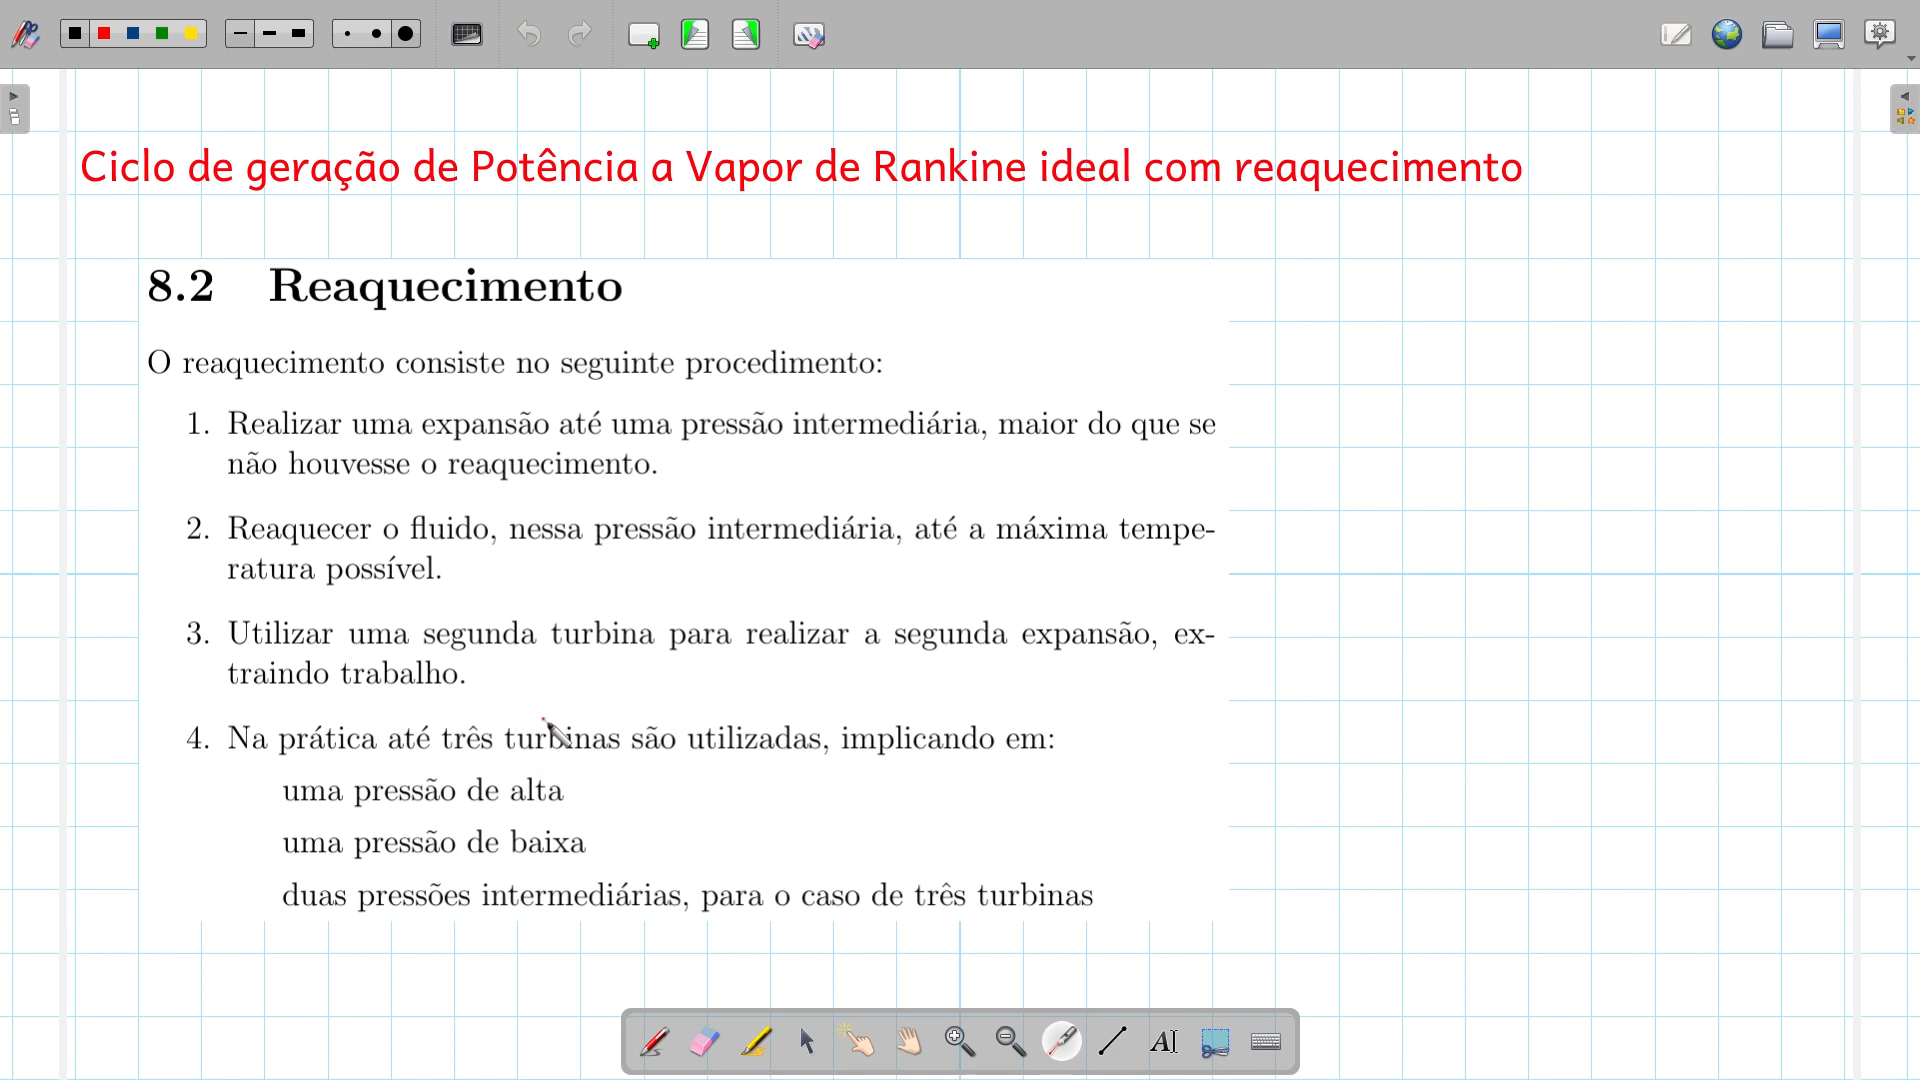 Ciclo de geração de Potência a Vapor de Rankine ideal com reaquecimento
8.2 Reaquecimento
O reaquecimento consiste no seguinte procedimento:
1. Realizar uma expansão até uma pressão intermediária, maior do que se
não houvesse o reaquecimento.
2. Reaquecer o fluido, nessa pressão intermediária, até a máxima tempe-
ratura possível.
3. Utilizar uma segunda turbina para realizar a segunda expansão, ex-
traindo trabalho.
4. Na prática até três turbinas são utilizadas, implicando em:
uma pressão de alta
uma pressão de baixa
duas pressões intermediárias, para o caso de três turbinas
AI